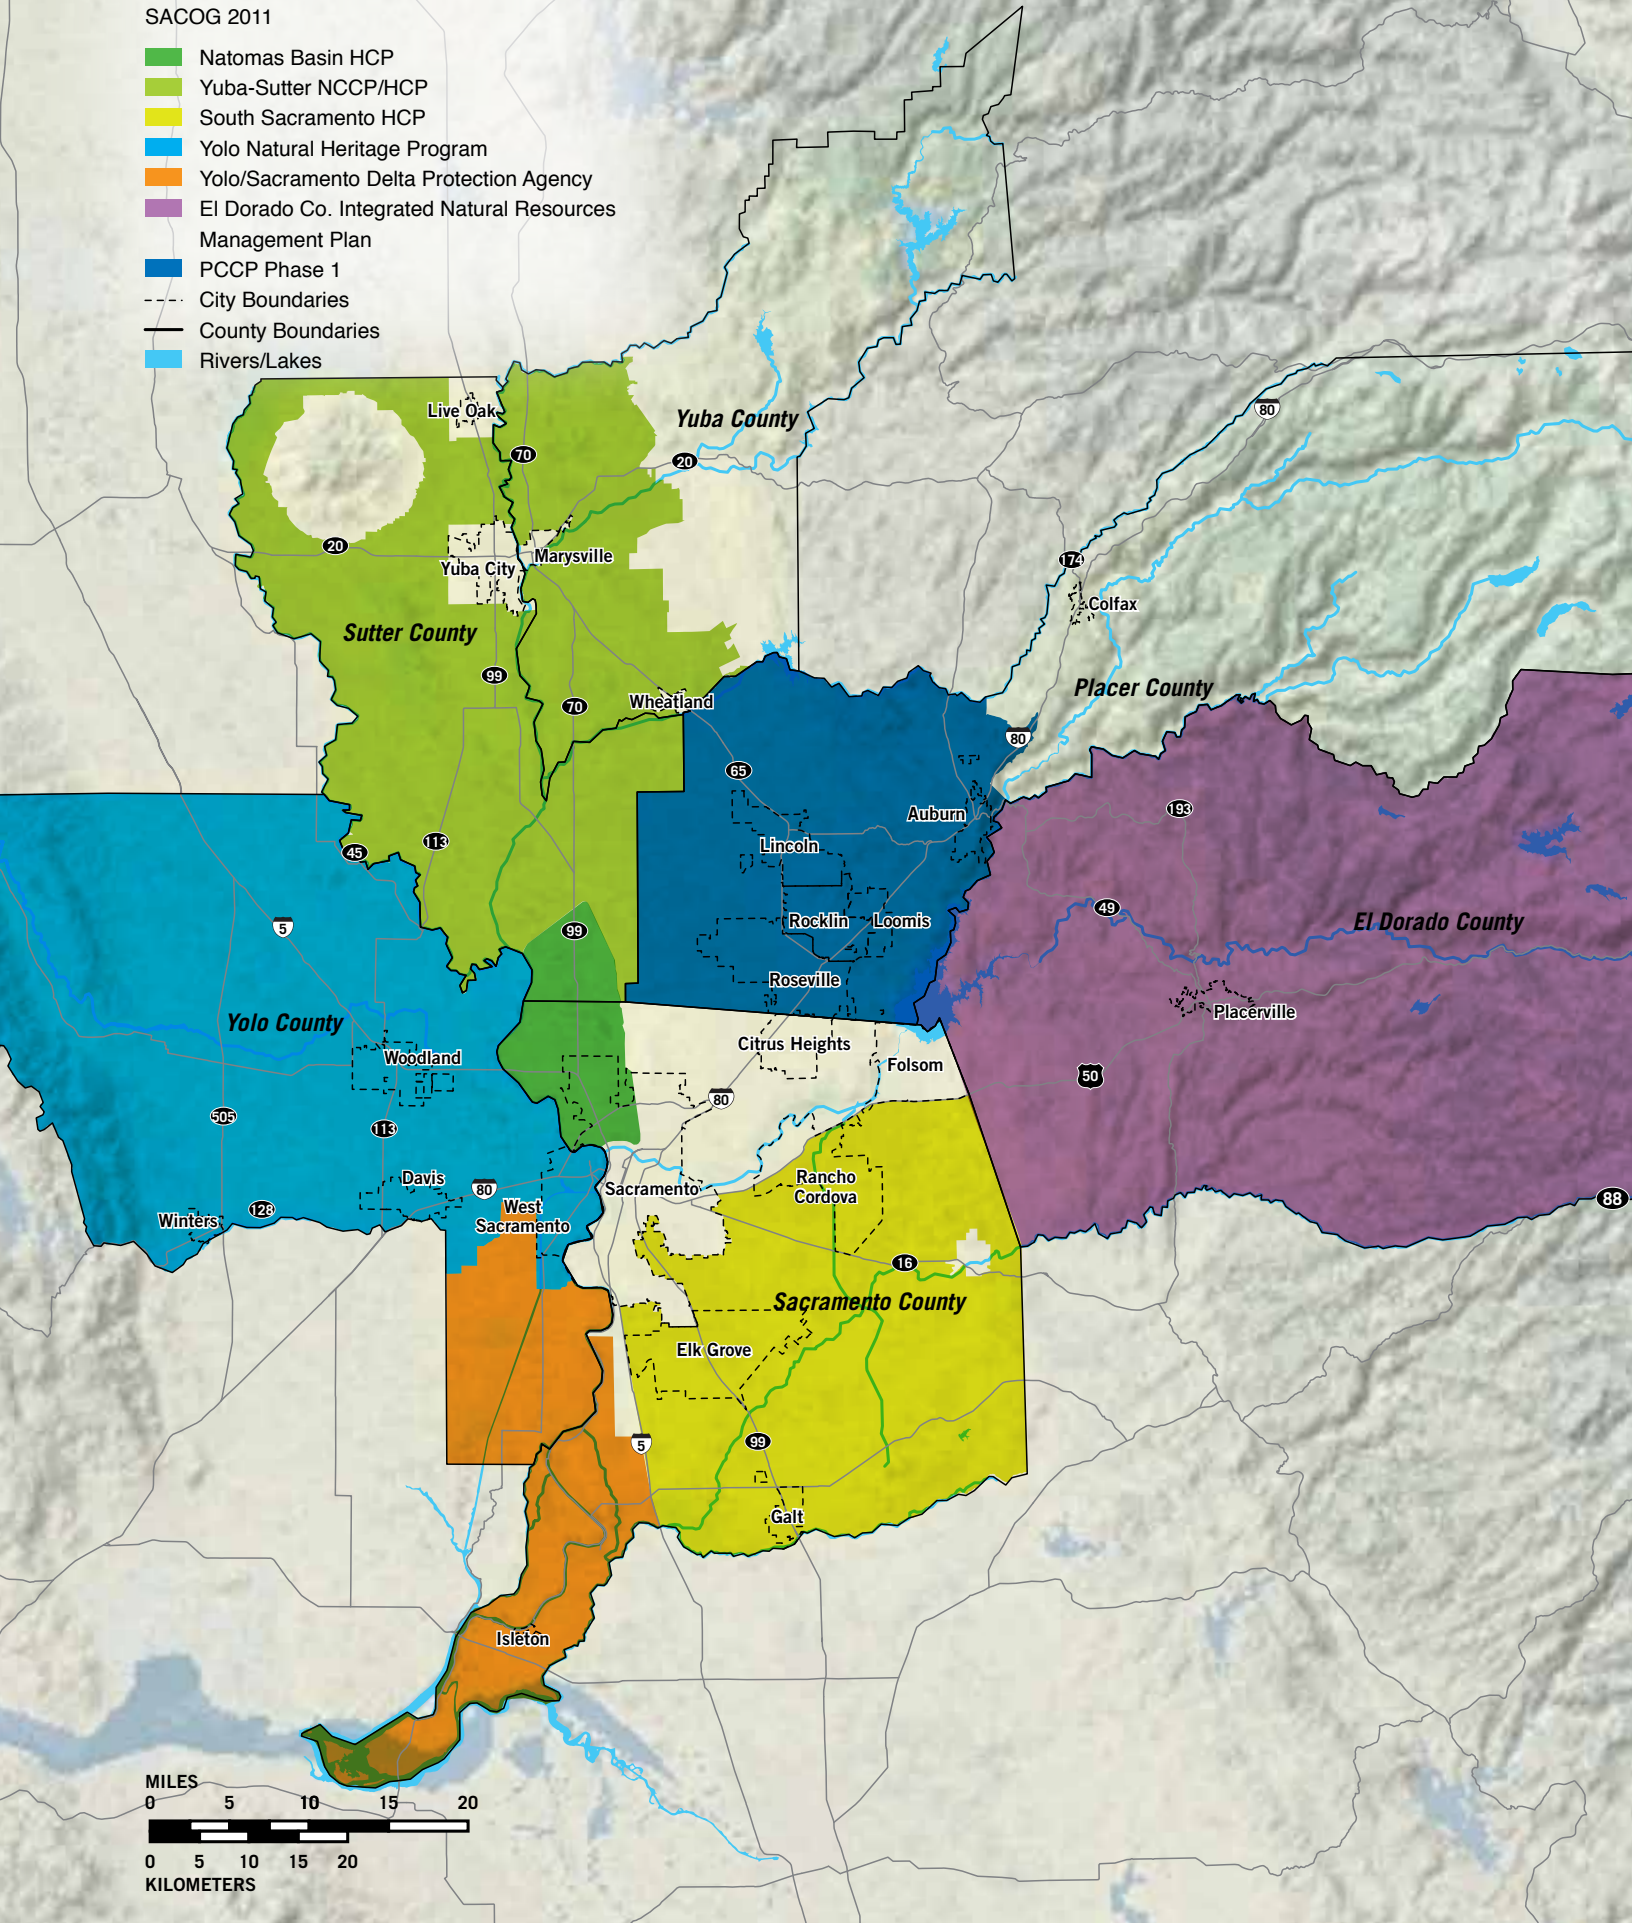 SACOG 2011
Natomas Basin HCP
Yuba-Sutter NCCP/HCP
South Sacramento HCP
Yolo Natural Heritage Program
Yolo/Sacramento Delta Protection Agency
El Dorado Co. Integrated Natural Resources
Management Plan
PCCP Phase 1
City Boundaries
County Boundaries
Rivers/Lakes
Live Oak
Yuba County
80
70
20
20
Marysville
Yuba City
174
Colfax
Sutter County
99
Placer County
Wheatland
70
80
65
193
Auburn
113
Lincoln
45
49
5
99
Rocklin
Loomis
El Dorado County
Roseville
Yolo County
Placerville
Citrus Heights
Woodland
Folsom
50
80
505
113
Davis
Rancho
Cordova
80
Sacramento
88
West
Sacramento
128
Winters
16
Sacramento County
Elk Grove
5
99
Galt
Isleton
MILES
0 5 10 15 20
0 5 10 15 20
KILOMETERS